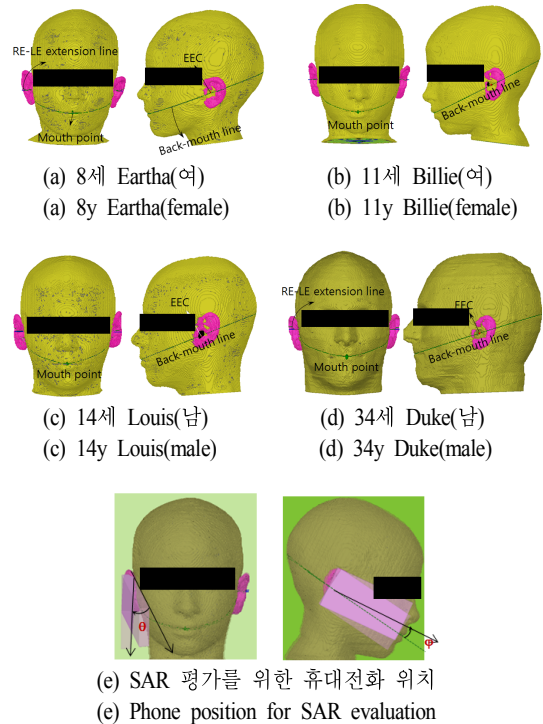 RE-LE extension line
EEC
Mouth point
Back-mouth line
Mouth point
Back-mouth line
(a) 8세 Eartha(여)
(b) 11세 Billie(여)
(a) 8y Eartha(female)
(b) 11y Billie(female)
EEC
Mouth point
Back-mouth line
RE-LE extension line
EEC
Mouth point
Back-mouth line
(c) 14세 Louis(남)
(d) 34세 Duke(남)
(c) 14y Louis(male)
(d) 34y Duke(male)
θ
φ
(e) SAR 평가를 위한 휴대전화 위치
(e) Phone position for SAR evaluation